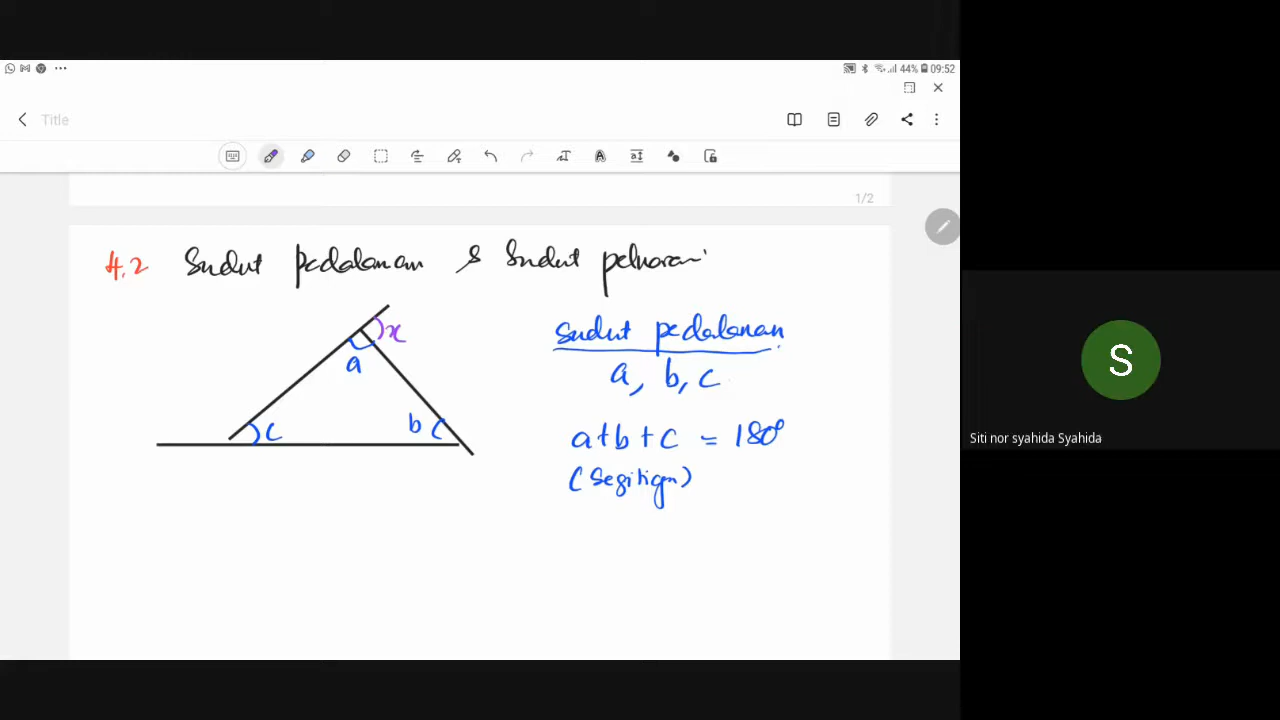 44% 09:52
Title
1/2
4.2 Sudut pedalaman & Sudut peluaran
x
a
b
c
Sudut pedalaman
a, b, c
a+b+c = 180°
(Segitiga)
S
Siti nor syahida Syahida